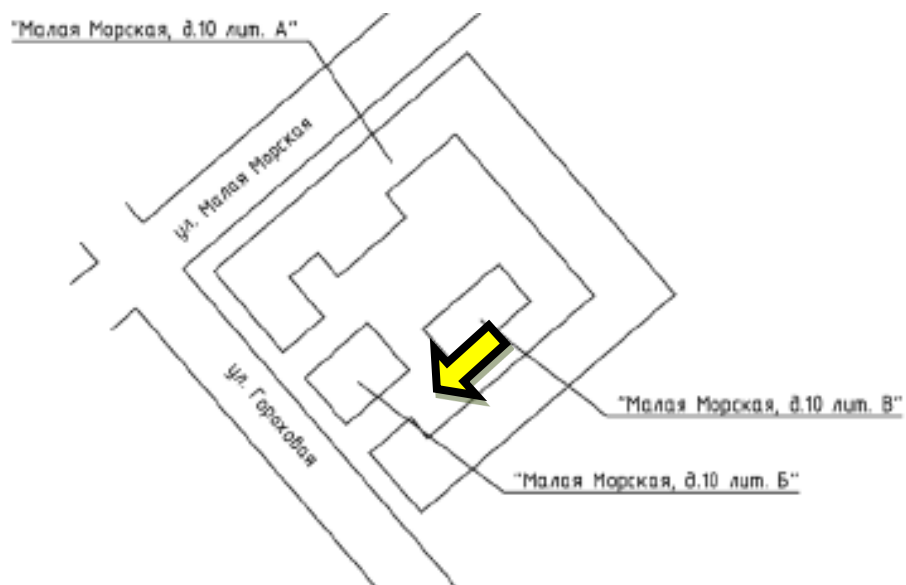 "Малая Морская, д.10 лит. А"
ул. Малая Морская
ул. Гороховая
"Малая Морская, д.10 лит. В"
"Малая Морская, д.10 лит. Б"